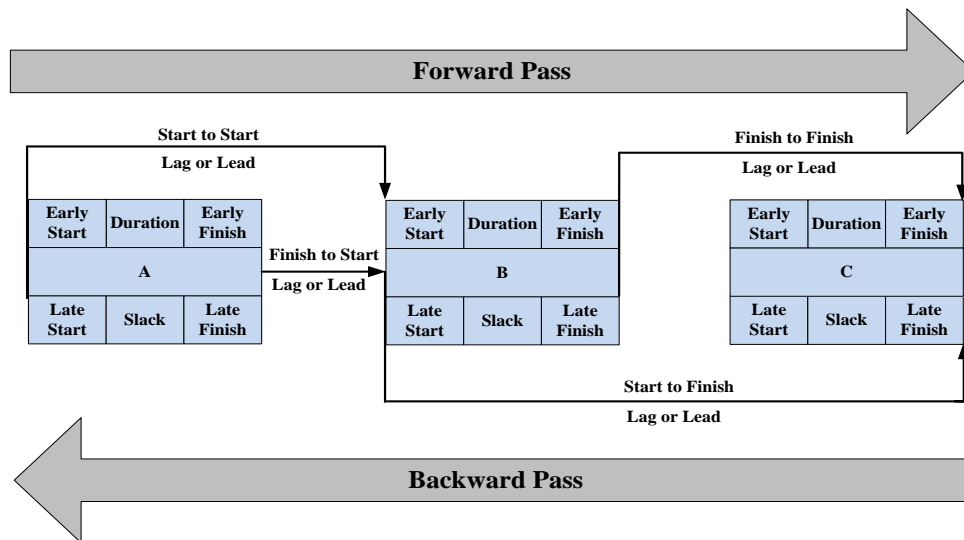 Forward Pass
Start to Start
Lag or Lead
Finish to Finish
Lag or Lead
Early Start
Duration
Early Finish
A
Late Start
Slack
Late Finish
Finish to Start
Lag or Lead
Early Start
Duration
Early Finish
B
Late Start
Slack
Late Finish
Early Start
Duration
Early Finish
C
Late Start
Slack
Late Finish
Start to Finish
Lag or Lead
Backward Pass